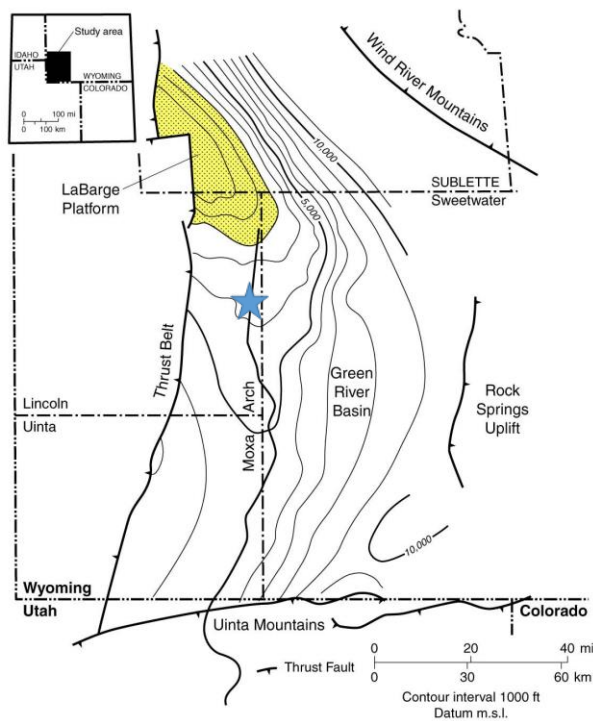 Study area
IDAHO
UTAH
WYOMING
COLORADO
0 100 mi
0 100 km
Wind River Mountains
10,000
LaBarge
Platform
SUBLETTE
Sweetwater
5,000
Thrust Belt
Green
River
Basin
Rock
Springs
Uplift
Lincoln
Uinta
Moxa Arch
10,000
Wyoming
Utah
Colorado
Uinta Mountains
Thrust Fault
0 20 40 mi
0 30 60 km
Contour interval 1000 ft
Datum m.s.l.